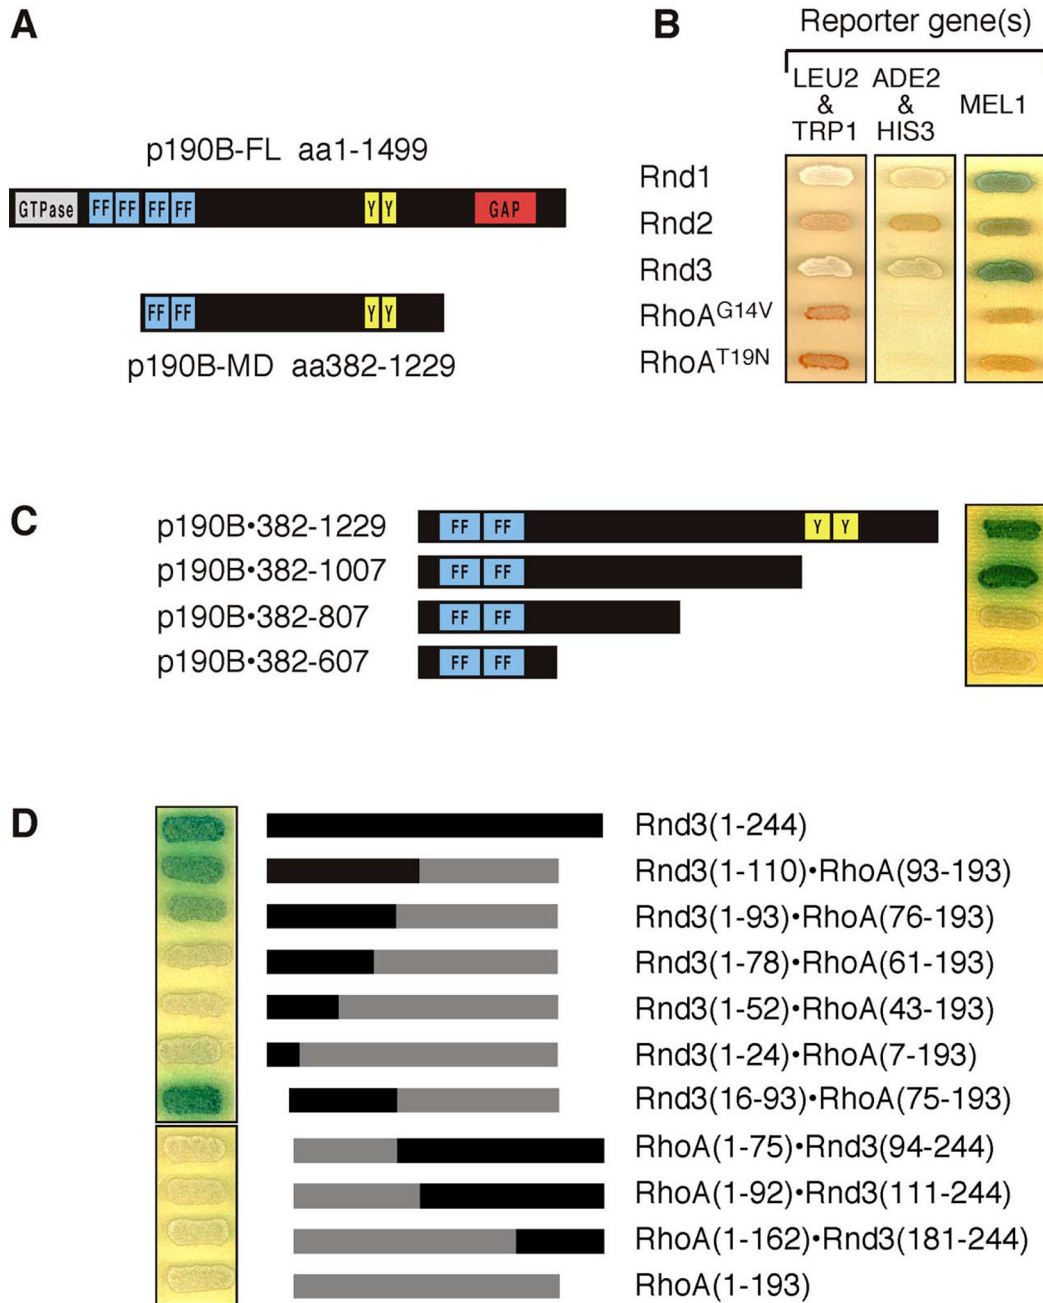 A
p190B-FL aa1-1499
GTPase FF FF FF FF Y Y GAP
FF FF Y Y
p190B-MD aa382-1229
B
Reporter gene(s)
LEU2 & TRP1
ADE2 & HIS3
MEL1
Rnd1
Rnd2
Rnd3
RhoAG14V
RhoAT19N
C
p190B•382-1229 FF FF Y Y
p190B•382-1007 FF FF
p190B•382-807 FF FF
p190B•382-607 FF FF
D
Rnd3(1-244)
Rnd3(1-110)•RhoA(93-193)
Rnd3(1-93)•RhoA(76-193)
Rnd3(1-78)•RhoA(61-193)
Rnd3(1-52)•RhoA(43-193)
Rnd3(1-24)•RhoA(7-193)
Rnd3(16-93)•RhoA(75-193)
RhoA(1-75)•Rnd3(94-244)
RhoA(1-92)•Rnd3(111-244)
RhoA(1-162)•Rnd3(181-244)
RhoA(1-193)